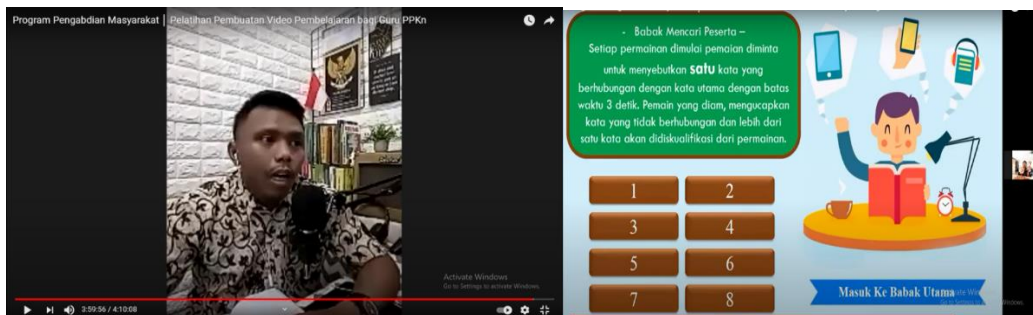 Program Pengabdian Masyarakat │ Pelatihan Pembuatan Video Pembelajaran bagi Guru PPKn
Activate Windows
Go to Settings to activate Windows.
3:59:56 / 4:10:08
- Babak Mencari Peserta –
Setiap permainan dimulai pemaian diminta
untuk menyebutkan satu kata yang
berhubungan dengan kata utama dengan batas
waktu 3 detik. Pemain yang diam, mengucapkan
kata yang tidak berhubungan dan lebih dari
satu kata akan didiskualifikasi dari permainan.
1 2
3 4
5 6
7 8
Masuk Ke Babak Utama